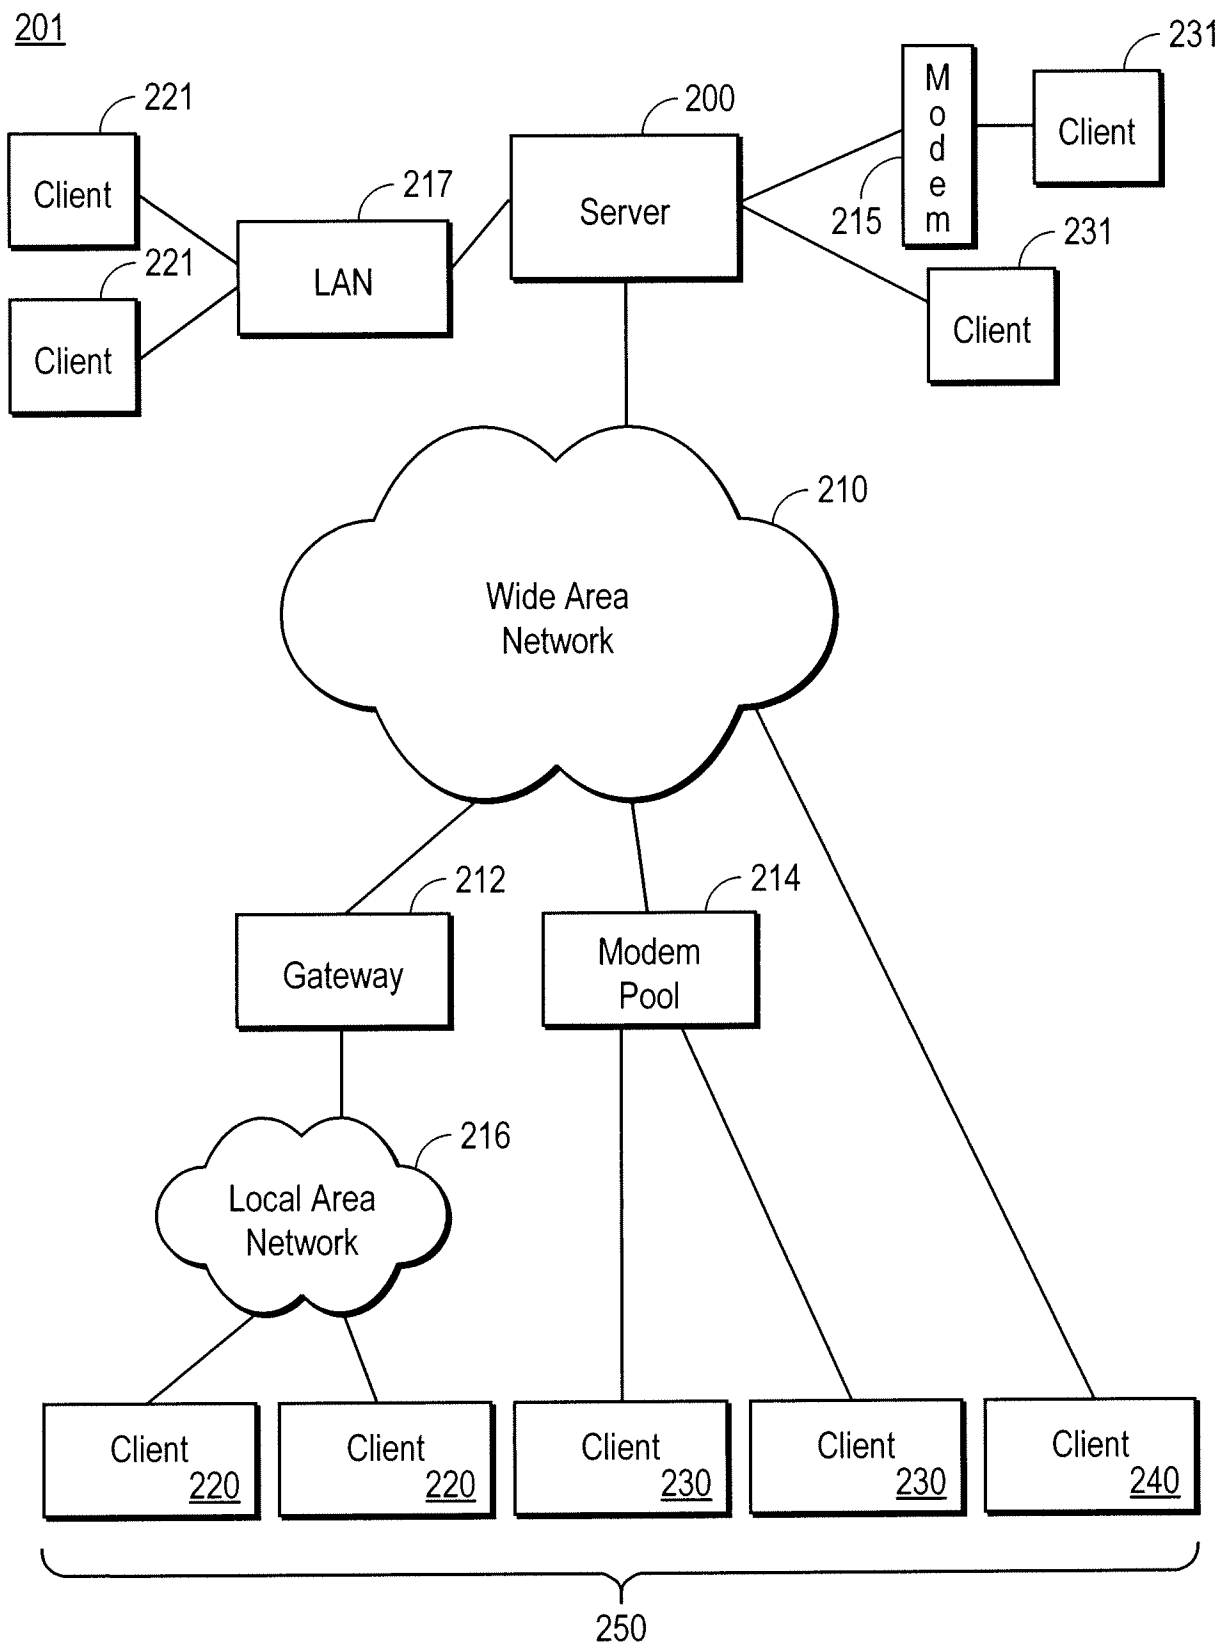 201
231
221
200
Modem
Client
Client
217
215
Server
221
231
LAN
Client
Client
210
Wide Area
Network
212
214
Gateway
Modem
Pool
216
Local Area
Network
Client
220
Client
220
Client
230
Client
230
Client
240
250